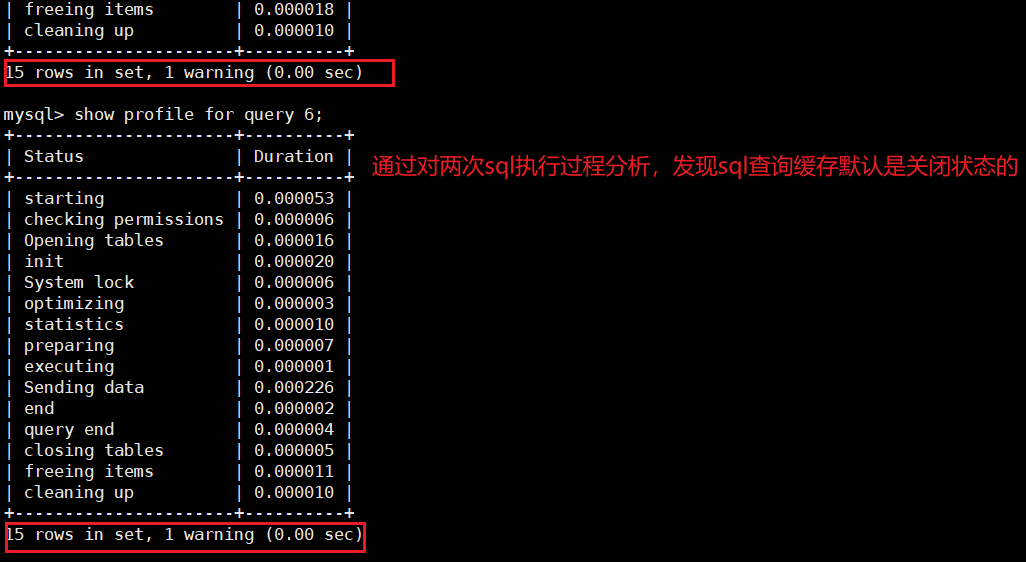 | freeing items        | 0.000018 |
| cleaning up          | 0.000010 |
+----------------------+----------+
15 rows in set, 1 warning (0.00 sec)
mysql> show profile for query 6;
+----------------------+----------+
| Status               | Duration |
通过对两次sql执行过程分析，发现sql查询缓存默认是关闭状态的
+----------------------+----------+
| starting             | 0.000053 |
| checking permissions | 0.000006 |
| Opening tables       | 0.000016 |
| init                 | 0.000020 |
| System lock          | 0.000006 |
| optimizing           | 0.000003 |
| statistics           | 0.000010 |
| preparing            | 0.000007 |
| executing            | 0.000001 |
| Sending data         | 0.000226 |
| end                  | 0.000002 |
| query end            | 0.000004 |
| closing tables       | 0.000005 |
| freeing items        | 0.000011 |
| cleaning up          | 0.000010 |
+----------------------+----------+
15 rows in set, 1 warning (0.00 sec)